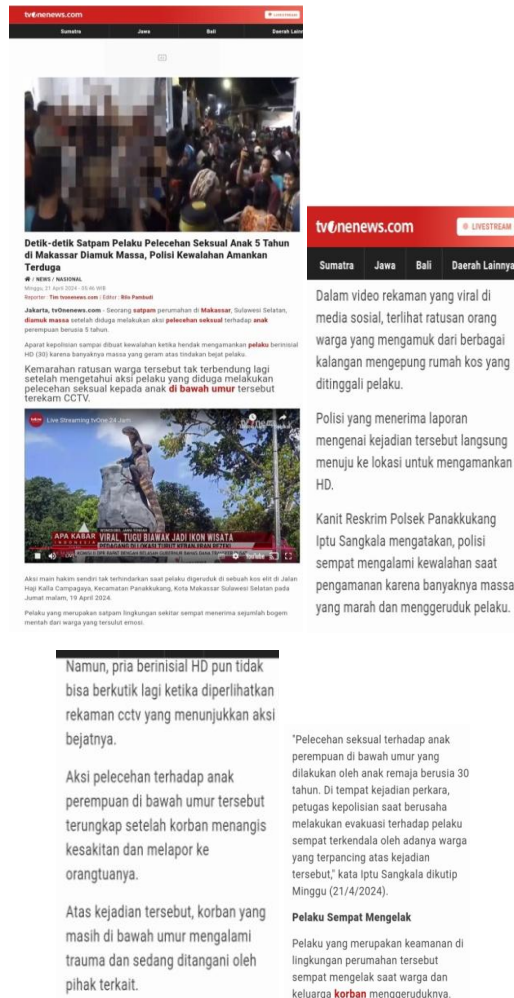 tvOnenews.com
LIVESTREAM
Sumatra Jawa Bali Daerah Lain
Detik-detik Satpam Pelaku Pelecehan Seksual Anak 5 Tahun
di Makassar Diamuk Massa, Polisi Kewalahan Amankan
Terduga
/ NEWS / NASIONAL
Minggu, 21 April 2024 - 05:46 WIB
Reporter : Tim tvonenews.com | Editor : Bilo Pambudi
Jakarta, tvOnenews.com - Seorang satpam perumahan di Makassar, Sulawesi Selatan,
diamuk massa setelah diduga melakukan aksi pelecehan seksual terhadap anak
perempuan berusia 5 tahun.
Aparat kepolisian sampai dibuat kewalahan ketika hendak mengamankan pelaku berinisial
HD (30) karena banyaknya massa yang geram atas tindakan bejat pelaku.
Kemarahan ratusan warga tersebut tak terbendung lagi
setelah mengetahui aksi pelaku yang diduga melakukan
pelecehan seksual kepada anak di bawah umur tersebut
terekam CCTV.
Live Streaming tvOne 24 Jam
APA KABAR
INDONESIA
VIRAL, TUGU BIAWAK JADI IKON WISATA
Aksi main hakim sendiri tak terhindarkan saat pelaku digeruduk di sebuah kos elit di Jalan
Haji Kalla Campagaya, Kecamatan Panakkukang, Kota Makassar Sulawesi Selatan pada
Jumat malam, 19 April 2024.
Pelaku yang merupakan satpam lingkungan sekitar sempat menerima sejumlah bogem
mentah dari warga yang tersulut emosi.
tvOnenews.com
LIVESTREAM
Sumatra Jawa Bali Daerah Lainnya
Dalam video rekaman yang viral di
media sosial, terlihat ratusan orang
warga yang mengamuk dari berbagai
kalangan mengepung rumah kos yang
ditinggali pelaku.
Polisi yang menerima laporan
mengenai kejadian tersebut langsung
menuju ke lokasi untuk mengamankan
HD.
Kanit Reskrim Polsek Panakkukang
Iptu Sangkala mengatakan, polisi
sempat mengalami kewalahan saat
pengamanan karena banyaknya massa
yang marah dan menggeruduk pelaku.
Namun, pria berinisial HD pun tidak
bisa berkutik lagi ketika diperlihatkan
rekaman cctv yang menunjukkan aksi
bejatnya.
Aksi pelecehan terhadap anak
perempuan di bawah umur tersebut
terungkap setelah korban menangis
kesakitan dan melapor ke
orangtuanya.
Atas kejadian tersebut, korban yang
masih di bawah umur mengalami
trauma dan sedang ditangani oleh
pihak terkait.
"Pelecehan seksual terhadap anak
perempuan di bawah umur yang
dilakukan oleh anak remaja berusia 30
tahun. Di tempat kejadian perkara,
petugas kepolisian saat berusaha
melakukan evakuasi terhadap pelaku
sempat terkendala oleh adanya warga
yang terpancing atas kejadian
tersebut," kata Iptu Sangkala dikutip
Minggu (21/4/2024).
Pelaku Sempat Mengelak
Pelaku yang merupakan keamanan di
lingkungan perumahan tersebut
sempat mengelak saat warga dan
keluarga korban menggeruduknya.